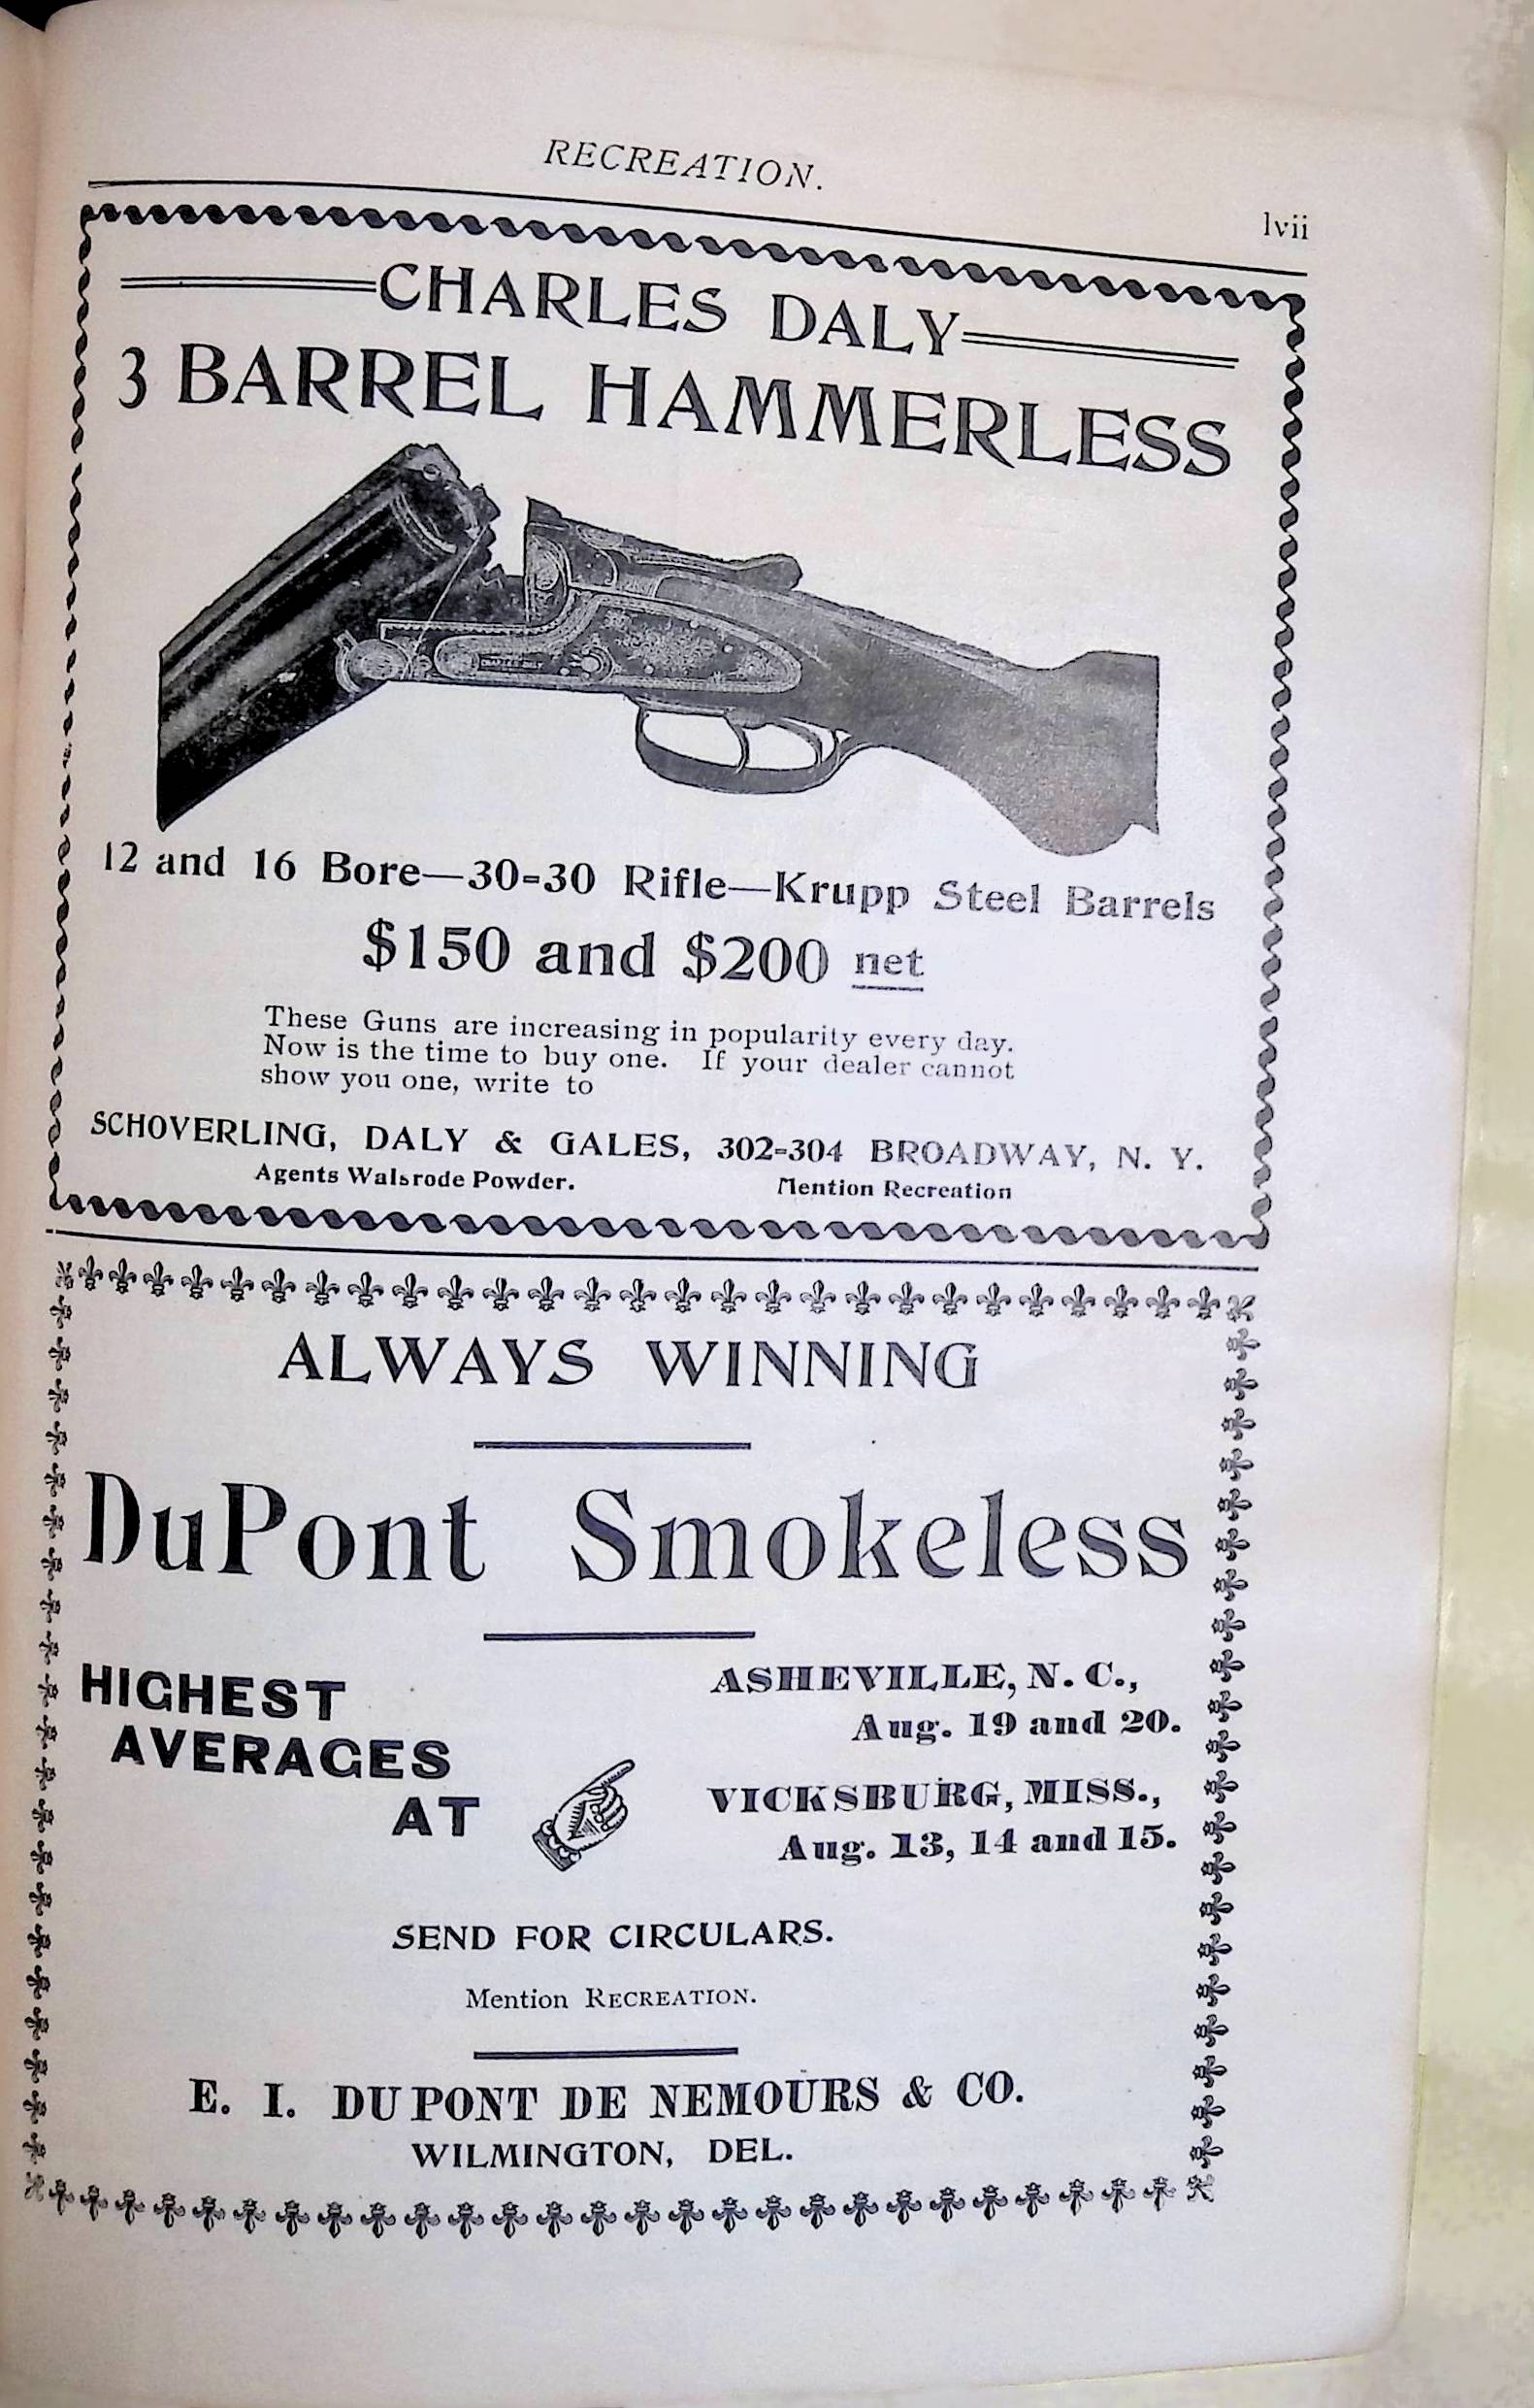 RECREATION.
lvii
CHARLES DALY
3 BARREL HAMMERLESS
CHARLES DALY
12 and 16 Bore—30-30 Rifle—Krupp Steel Barrels
$150 and $200 net
These Guns are increasing in popularity every day.
Now is the time to buy one. If your dealer cannot
show you one, write to
SCHOVERLING, DALY & GALES, 302-304 BROADWAY, N. Y.
Agents Walsrode Powder. Mention Recreation
ALWAYS WINNING
DuPont Smokeless
HIGHEST
AVERAGES
AT
ASHEVILLE, N. C.,
Aug. 19 and 20.
VICKSBURG, MISS.,
Aug. 13, 14 and 15.
SEND FOR CIRCULARS.
Mention RECREATION.
E. I. DU PONT DE NEMOURS & CO.
WILMINGTON, DEL.